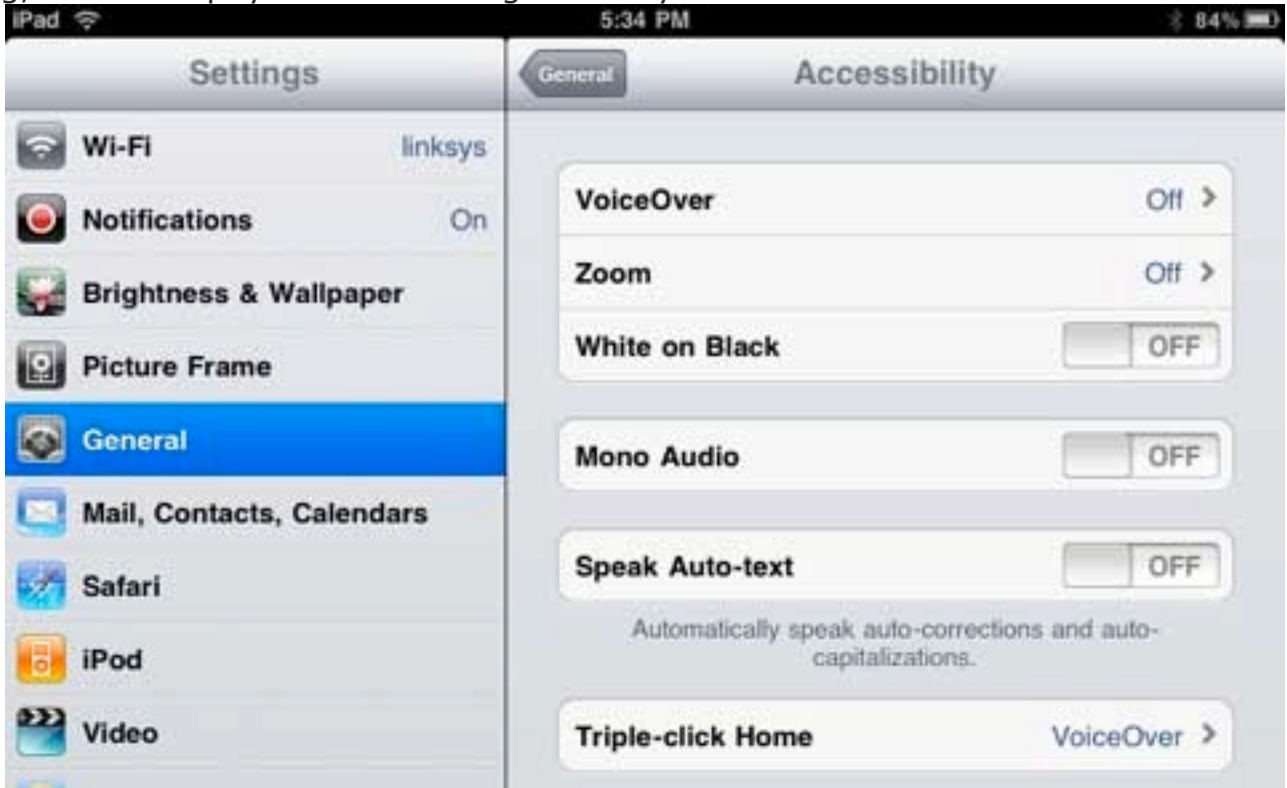 iPad 5:34 PM 84%
Settings
Wi-Fi linksys
Notifications On
Brightness & Wallpaper
Picture Frame
General
Mail, Contacts, Calendars
Safari
iPod
Video
General Accessibility
VoiceOver Off
Zoom Off
White on Black OFF
Mono Audio OFF
Speak Auto-text OFF
Automatically speak auto-corrections and auto-
capitalizations.
Triple-click Home VoiceOver